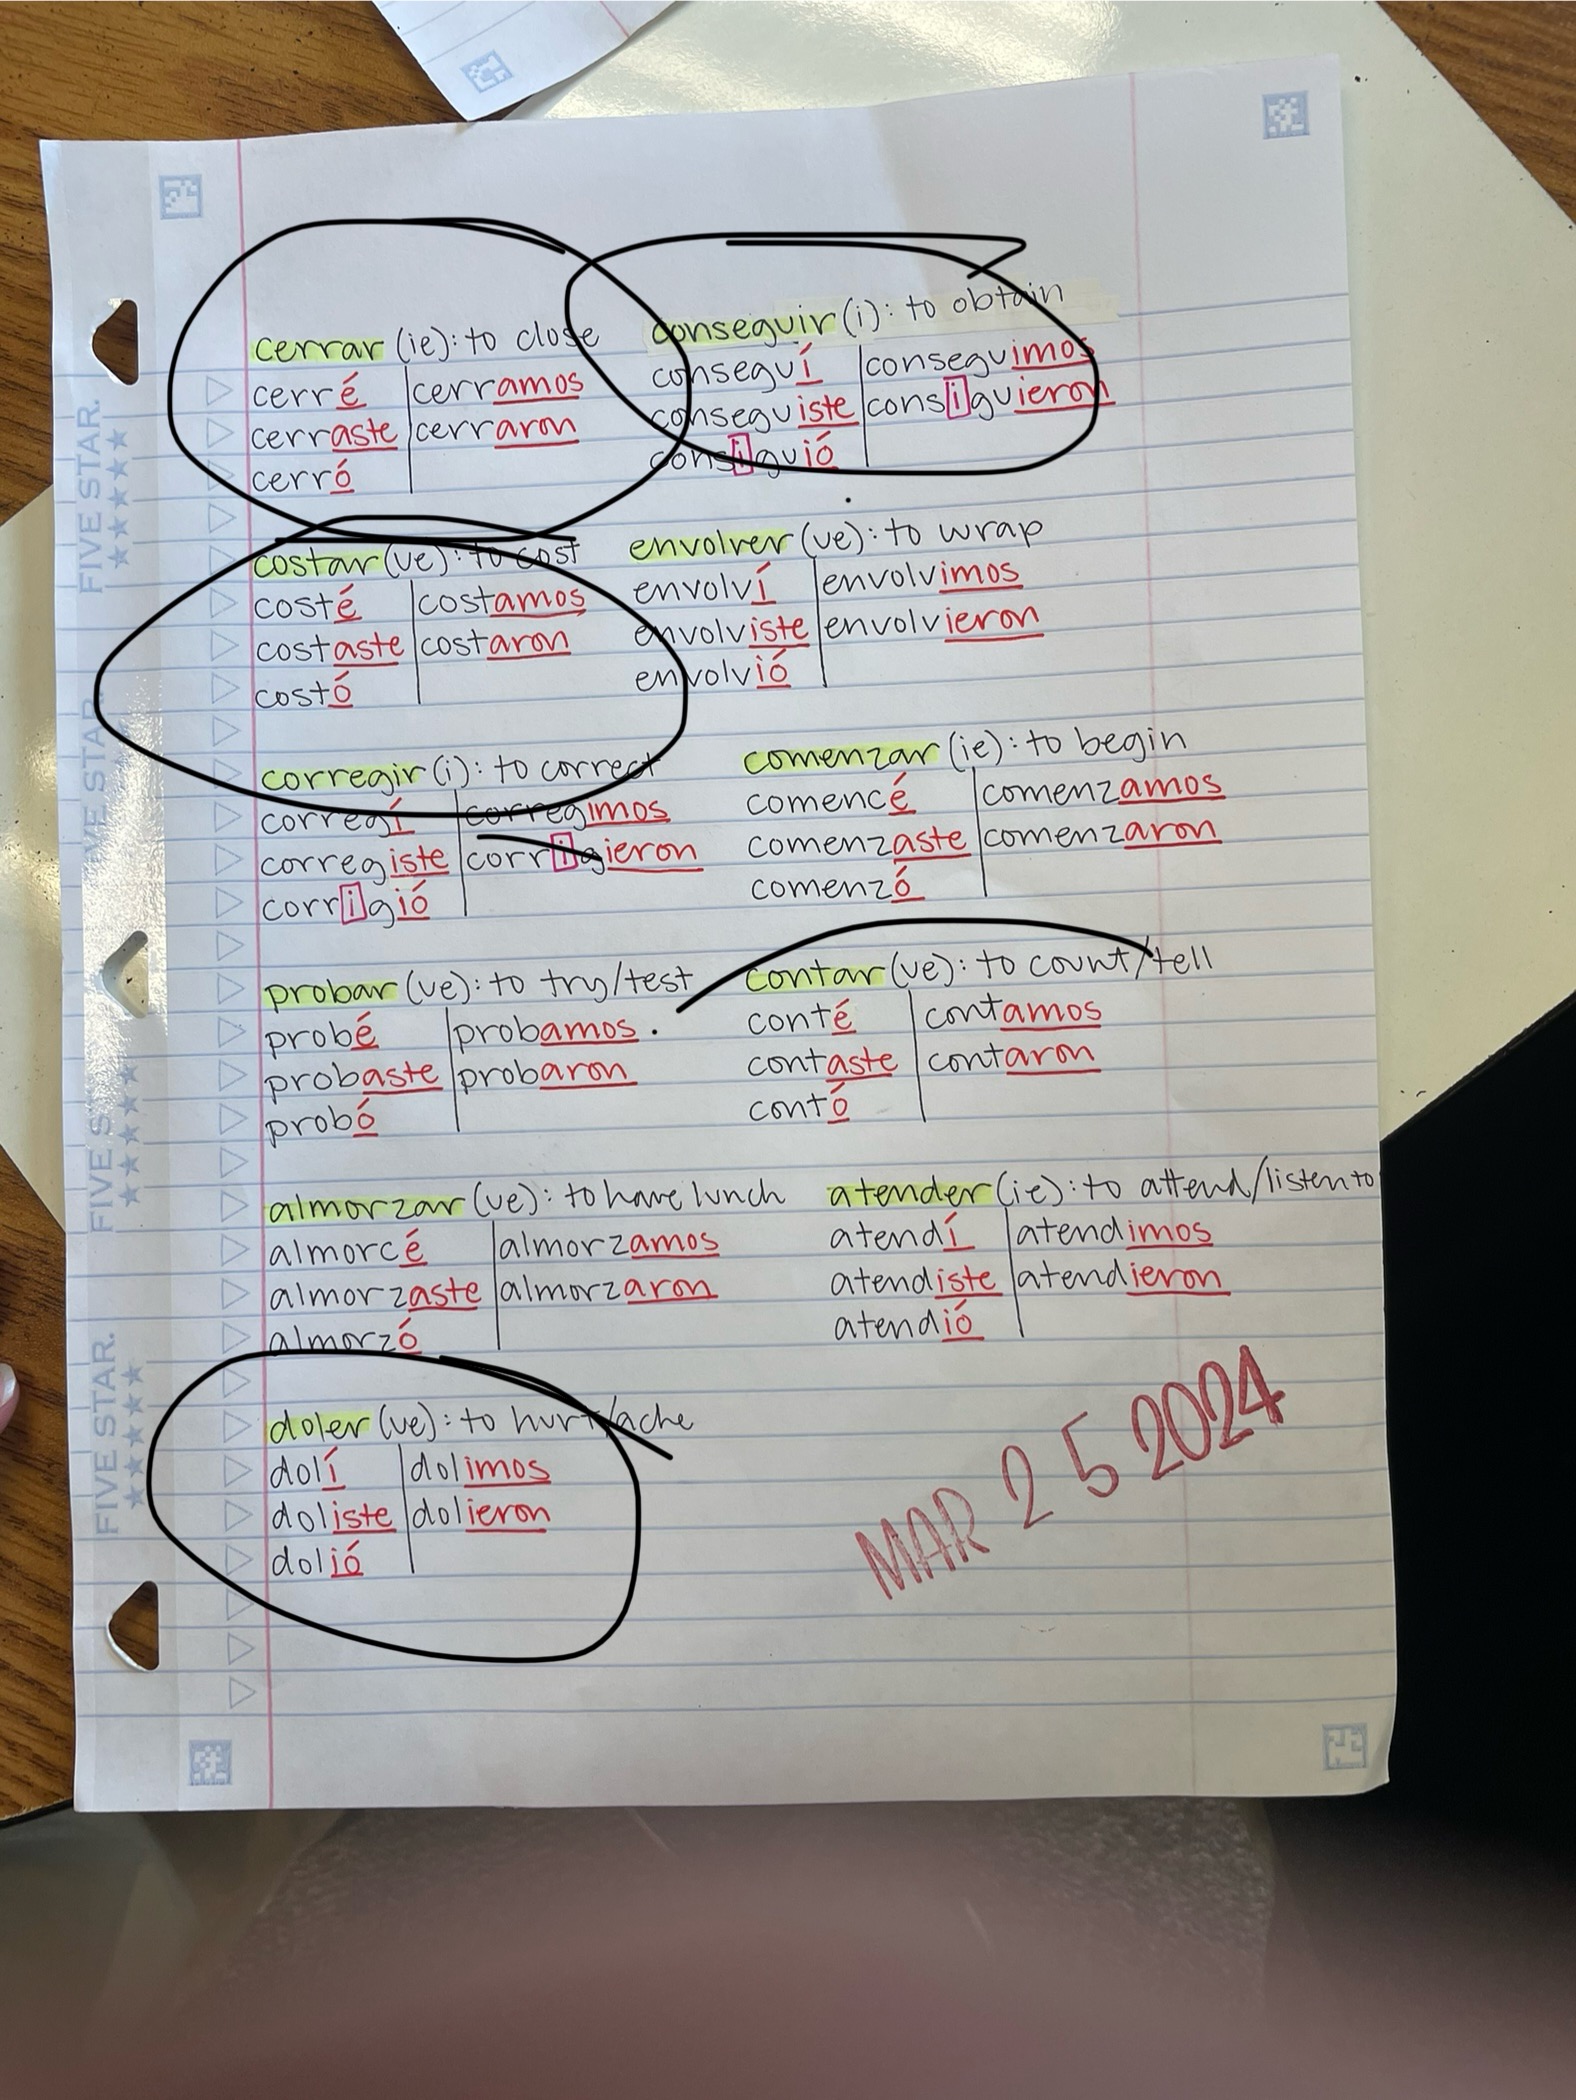 cerrar (ie): to close
cerré cerramos
cerraste cerraron
cerró
conseguir (i): to obtain
conseguí conseguimos
conseguiste consiguieron
consiguió
costar (ue): to cost
costé costamos
costaste costaron
costó
envolver (ue): to wrap
envolví envolvimos
envolviste envolvieron
envolvió
corregir (i): to correct
corregí corregimos
corregiste corrigieron
corrigió
comenzar (ie): to begin
comencé comenzamos
comenzaste comenzaron
comenzó
probar (ue): to try/test
probé probamos.
probaste probaron
probó
contar (ue): to count/tell
conté contamos
contaste contaron
contó
almorzar (ue): to have lunch
almorcé almorzamos
almorzaste almorzaron
almorzó
atender (ie): to attend/listen to
atendí atendimos
atendiste atendieron
atendió
doler (ue): to hurt/ache
dolí dolimos
doliste dolieron
dolió
MAR 25 2024
FIVE STAR.
FIVE STAR.
FIVE S
FIVE STAR.